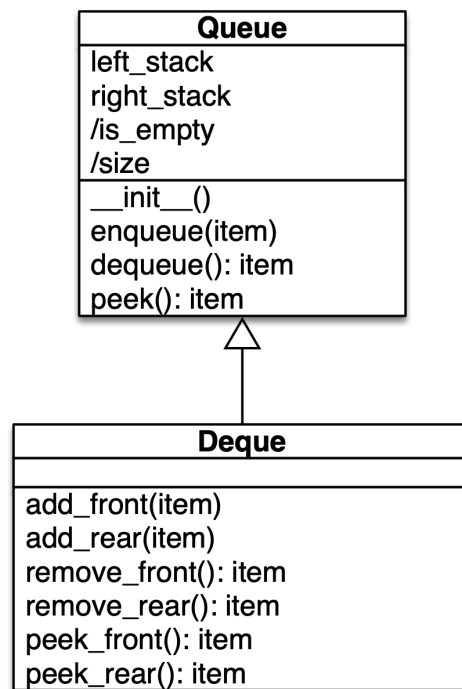 Queue
left_stack
right_stack
/is_empty
/size
__init__()
enqueue(item)
dequeue(): item
peek(): item
Deque
add_front(item)
add_rear(item)
remove_front(): item
remove_rear(): item
peek_front(): item
peek_rear(): item